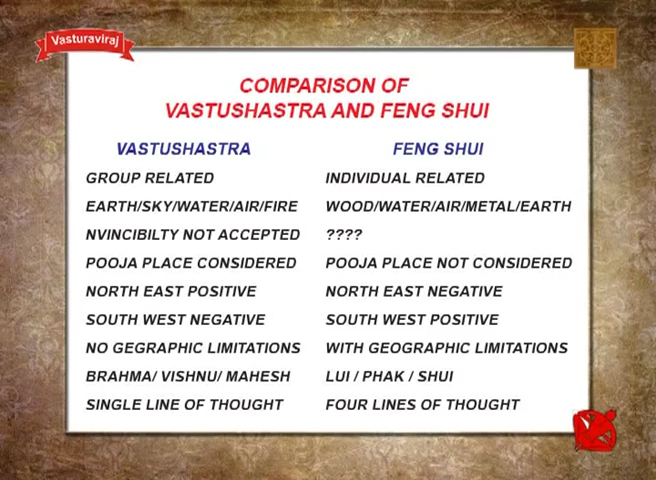 Vasturaviraj
COMPARISON OF
VASTUSHASTRA AND FENG SHUI
VASTUSHASTRA FENG SHUI
GROUP RELATED INDIVIDUAL RELATED
EARTH/SKY/WATER/AIR/FIRE WOOD/WATER/AIR/METAL/EARTH
NVINCIBILTY NOT ACCEPTED ????
POOJA PLACE CONSIDERED POOJA PLACE NOT CONSIDERED
NORTH EAST POSITIVE NORTH EAST NEGATIVE
SOUTH WEST NEGATIVE SOUTH WEST POSITIVE
NO GEGRAPHIC LIMITATIONS WITH GEOGRAPHIC LIMITATIONS
BRAHMA/ VISHNU/ MAHESH LUI / PHAK / SHUI
SINGLE LINE OF THOUGHT FOUR LINES OF THOUGHT